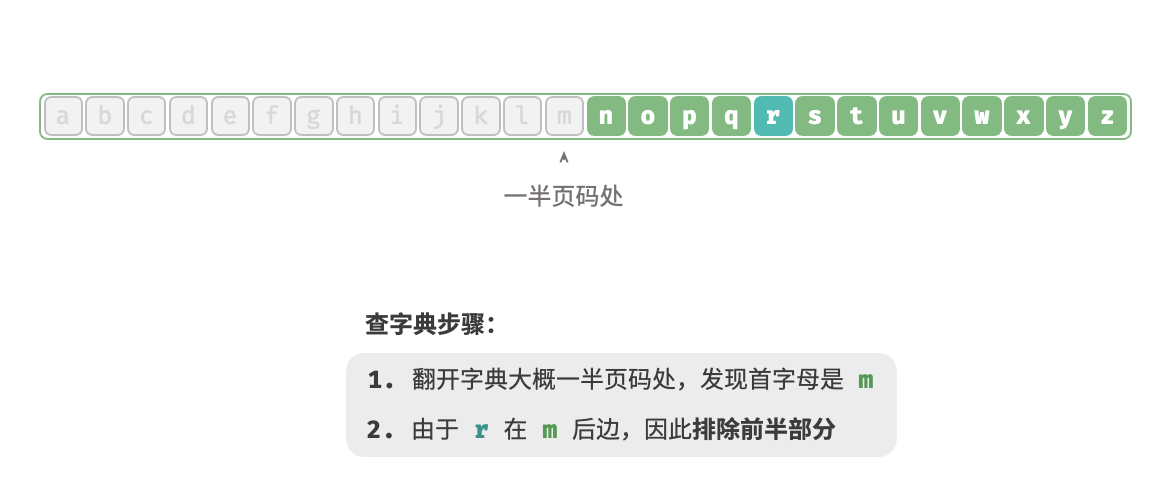 a b c d e f g h i j k l m n o p q r s t u v w x y z
一半页码处
查字典步骤：
1. 翻开字典大概一半页码处，发现首字母是 m
2. 由于 r 在 m 后边，因此排除前半部分